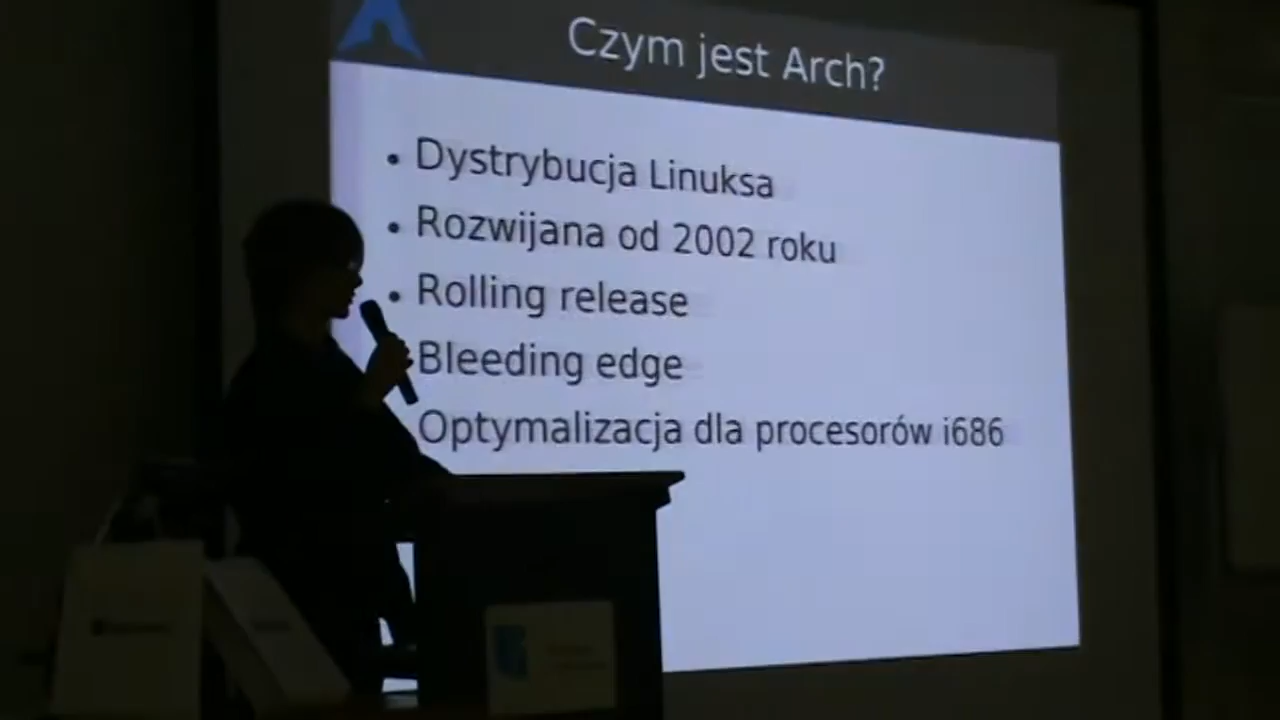 Czym jest Arch?
• Dystrybucja Linuksa
• Rozwijana od 2002 roku
• Rolling release
Bleeding edge
Optymalizacja dla procesorów i686